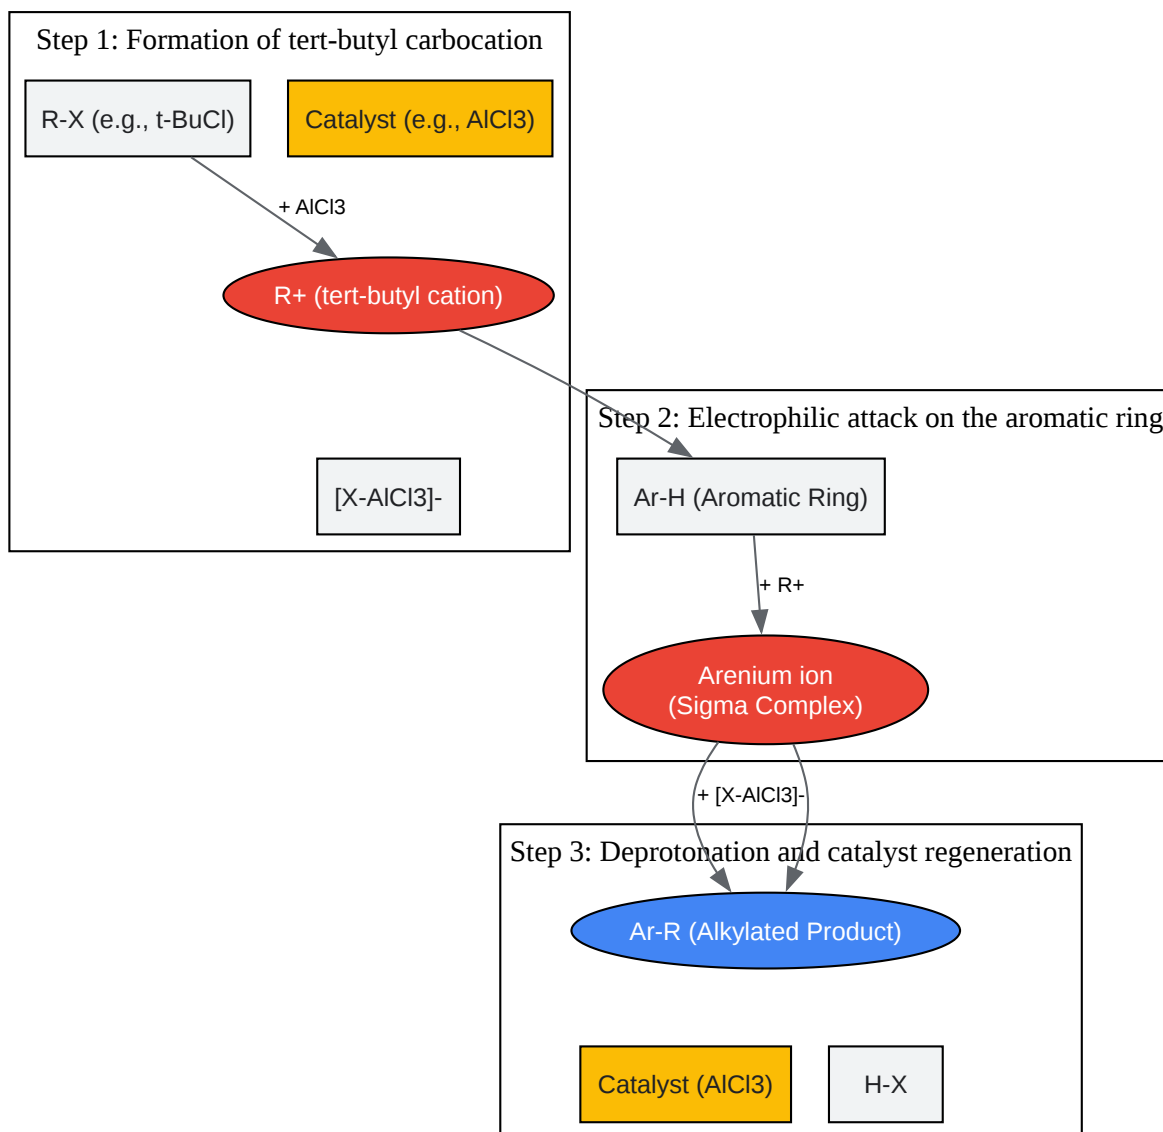 Step 1: Formation of tert-butyl carbocation
R-X (e.g., t-BuCl)
Catalyst (e.g., AlCl3)
+ AlCl3
R+ (tert-butyl cation)
[X-AlCl3]-
Step 2: Electrophilic attack on the aromatic ring
Ar-H (Aromatic Ring)
+ R+
Arenium ion
(Sigma Complex)
+ [X-AlCl3]-
Step 3: Deprotonation and catalyst regeneration
Ar-R (Alkylated Product)
Catalyst (AlCl3)
H-X